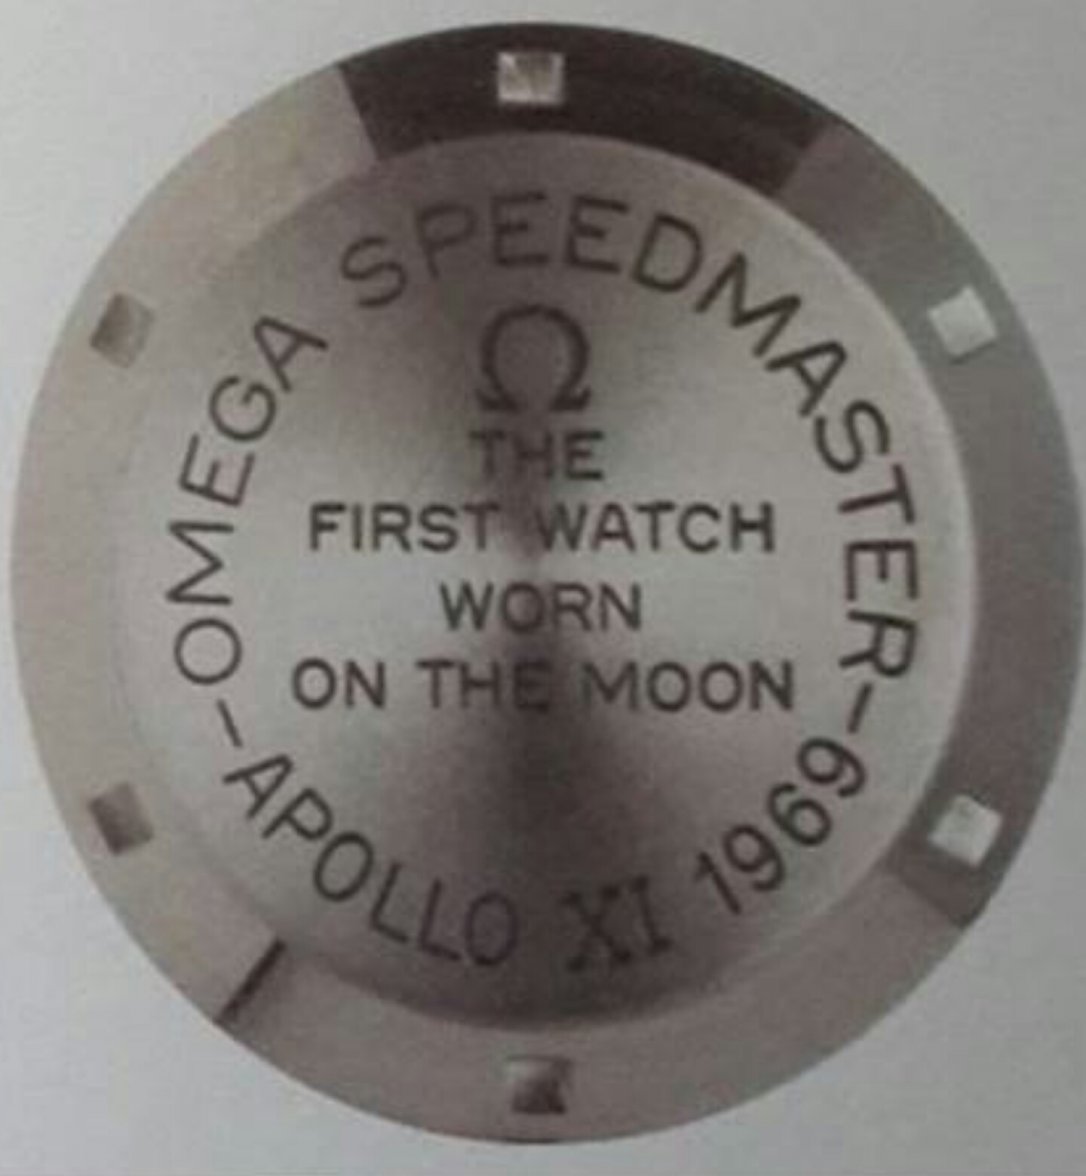 OMEGA SPEEDMASTER
Ω
THE
FIRST WATCH
WORN
ON THE MOON
-APOLLO XI 1969-